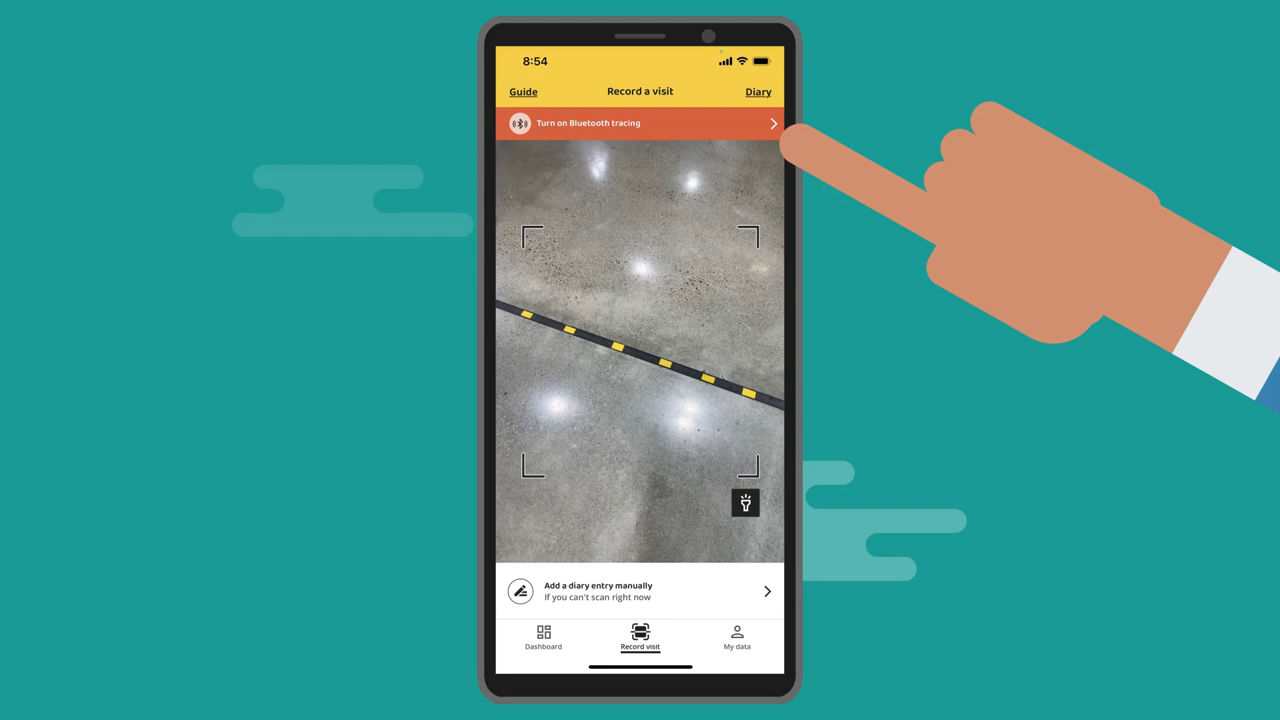 8:54
Guide Record a visit Diary
Turn on Bluetooth tracing
Add a diary entry manually
If you can't scan right now
Dashboard Record visit My data